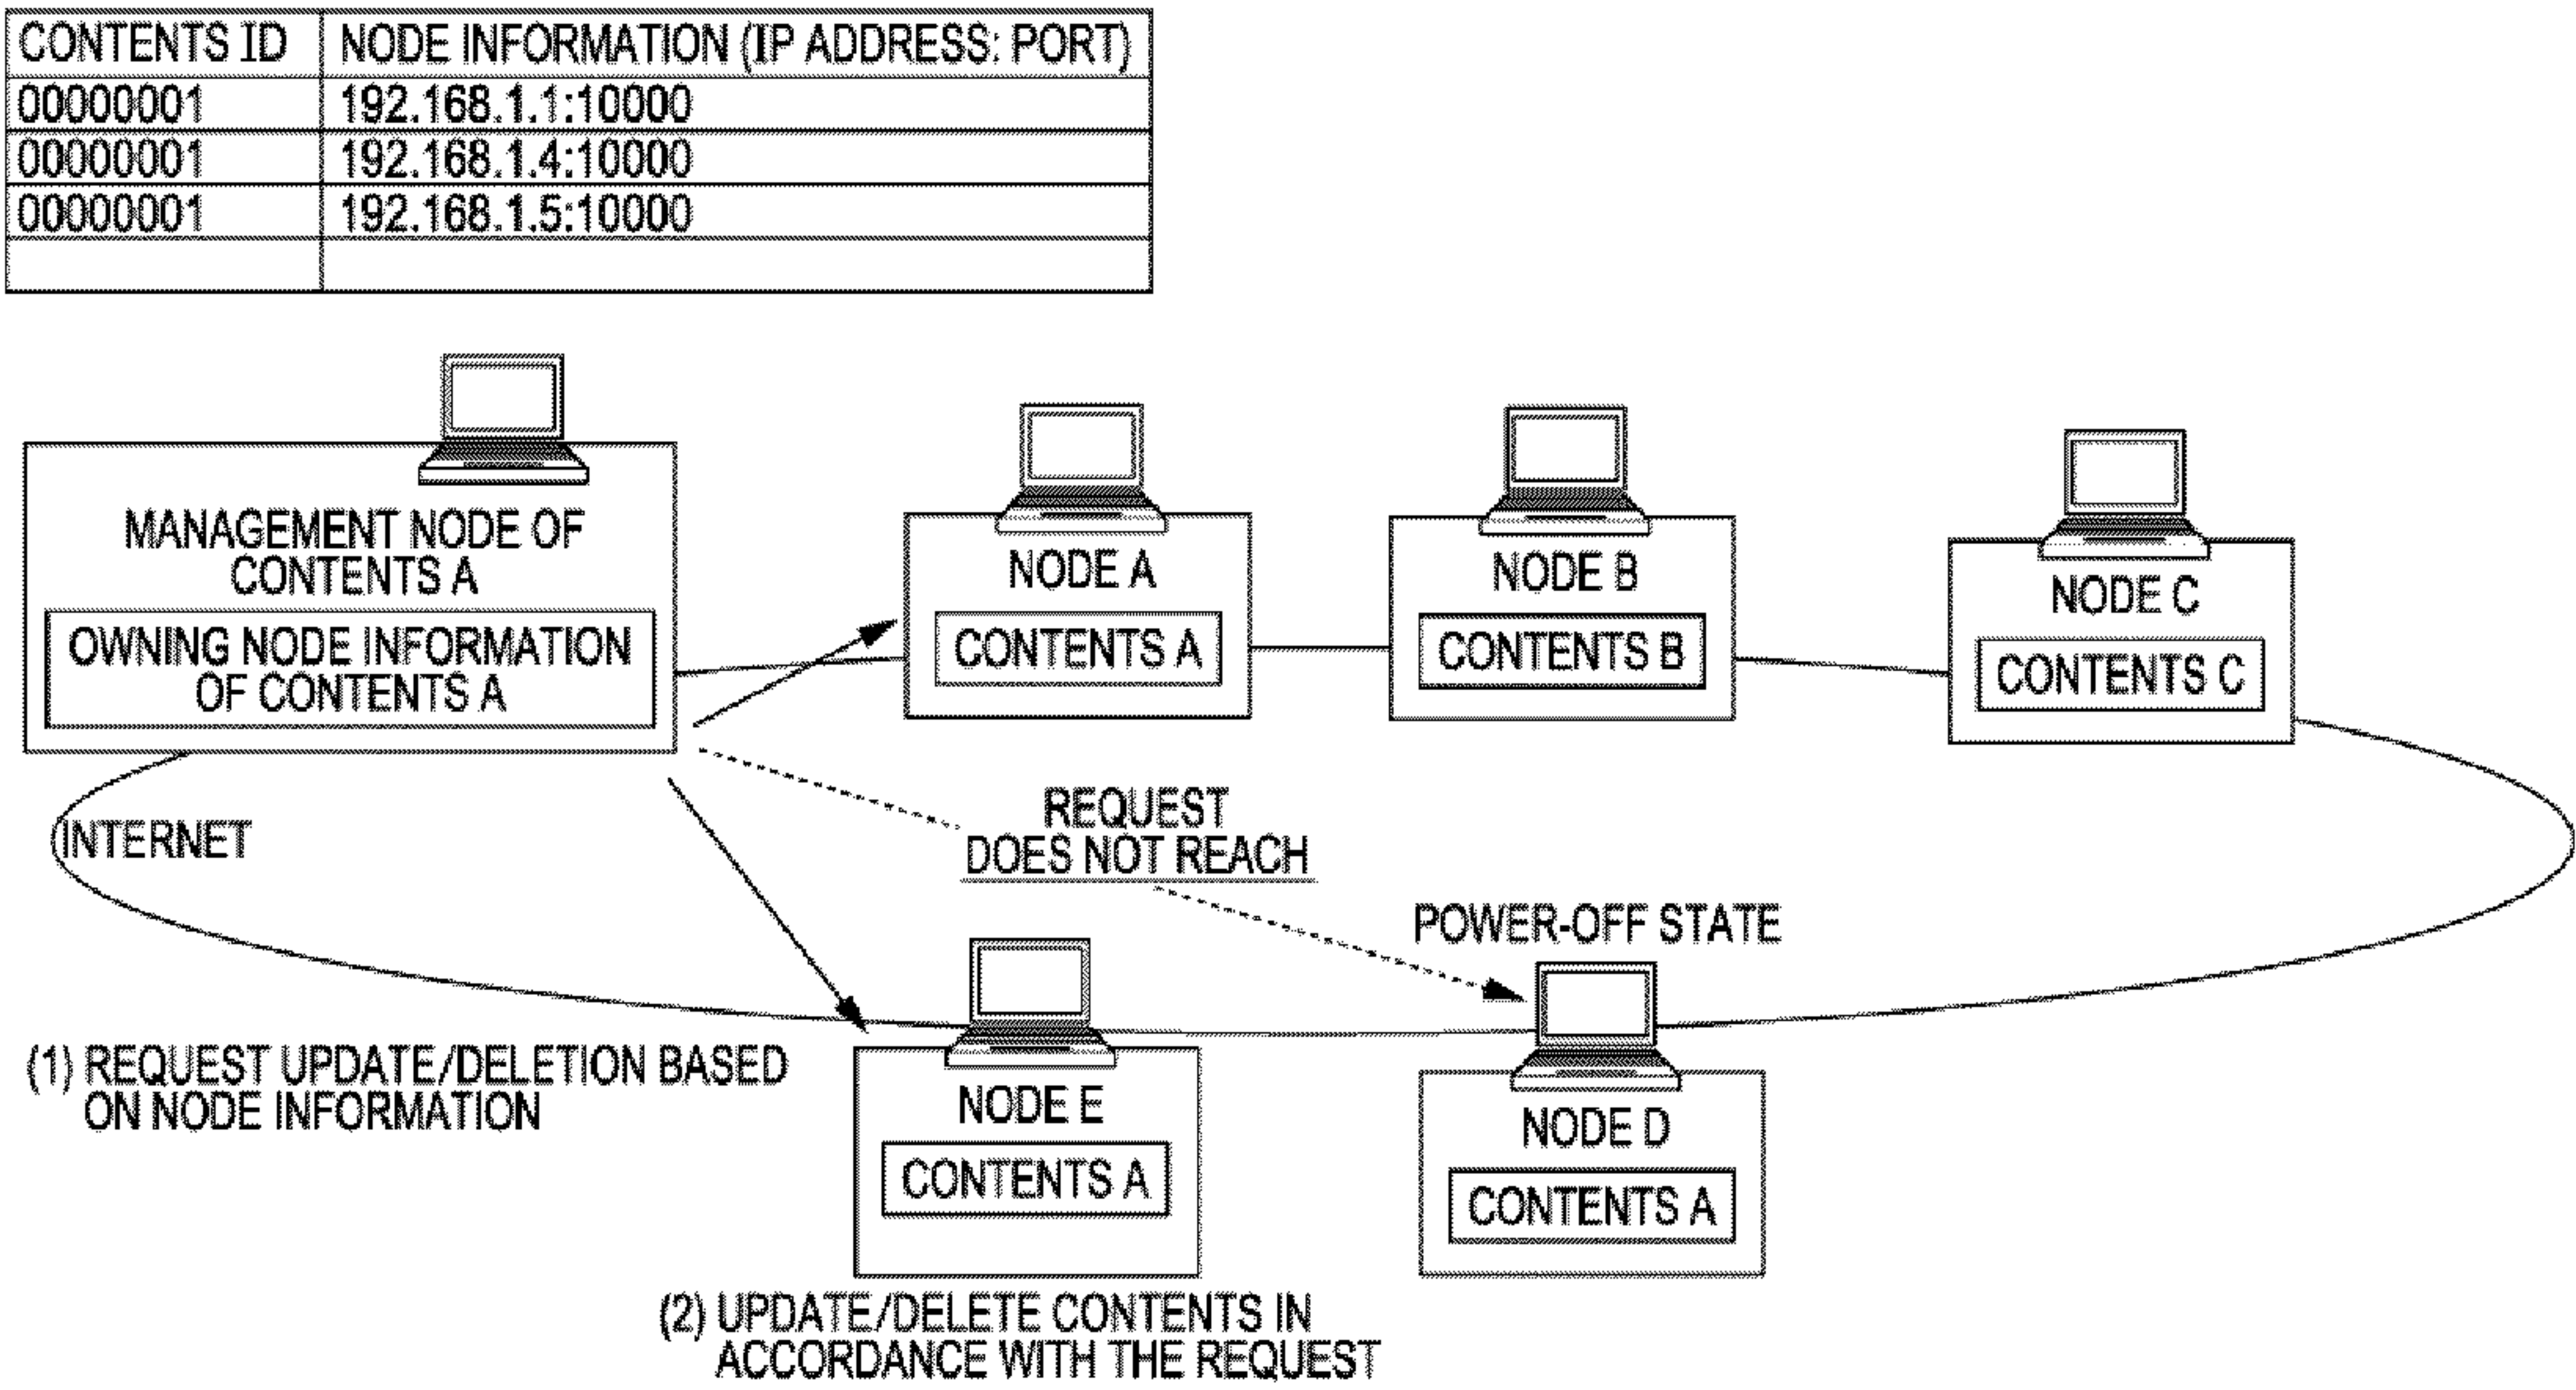 CONTENTS ID NODE INFORMATION (IP ADDRESS: PORT)
00000001 192.168.1.1:10000
00000001 192.168.1.4:10000
00000001 192.168.1.5:10000
MANAGEMENT NODE OF
CONTENTS A
OWNING NODE INFORMATION
OF CONTENTS A
NODE A
CONTENTS A
NODE B
CONTENTS B
NODE C
CONTENTS C
INTERNET
REQUEST
DOES NOT REACH
POWER-OFF STATE
(1) REQUEST UPDATE/DELETION BASED
ON NODE INFORMATION
NODE E
CONTENTS A
NODE D
CONTENTS A
(2) UPDATE/DELETE CONTENTS IN
ACCORDANCE WITH THE REQUEST